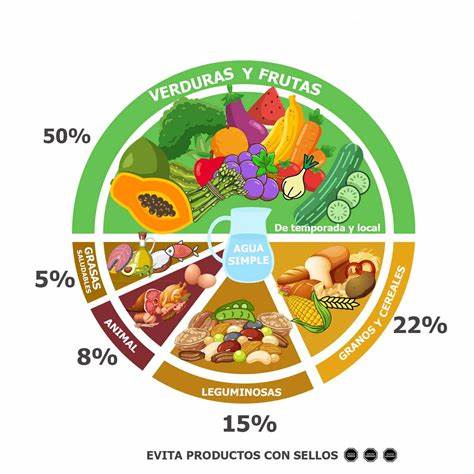 VERDURAS Y FRUTAS
50%
De temporada y local
AGUA
SIMPLE
GRASAS
SALUDABLES
5%
ANIMAL
8%
LEGUMINOSAS
15%
GRANOS Y CEREALES
22%
EVITA PRODUCTOS CON SELLOS